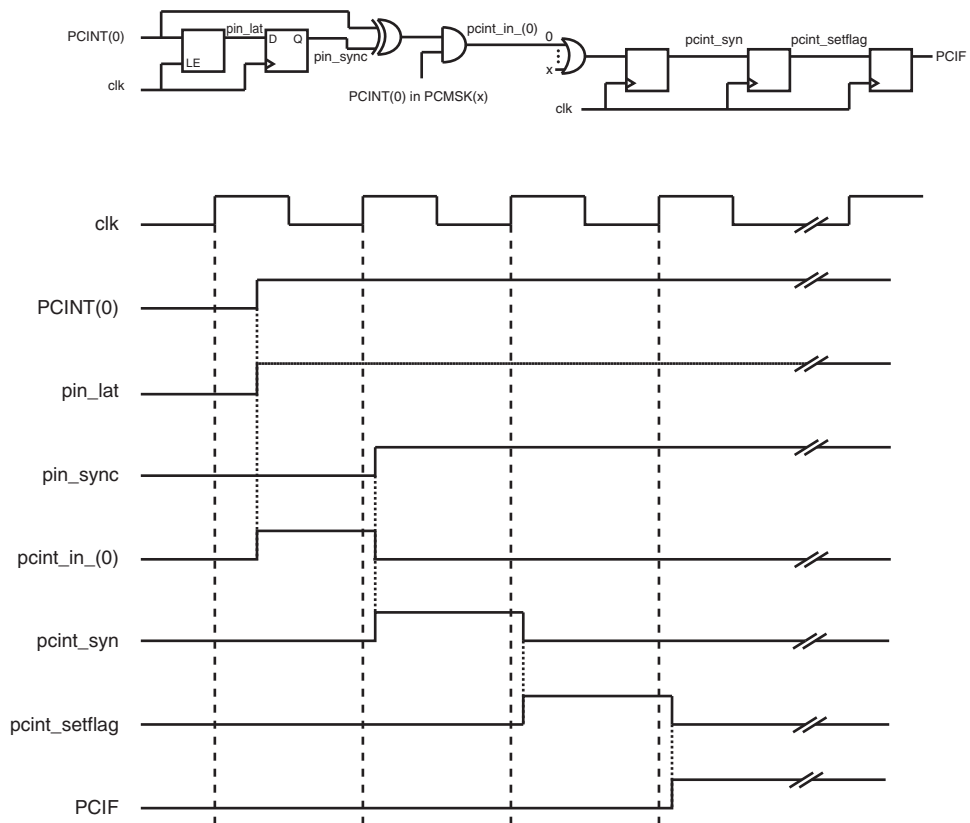 PCINT(0)
pin_lat
D Q
LE
pin_sync
clk
PCINT(0) in PCMSK(x)
pcint_in_(0)
0
x
clk
pcint_syn
pcint_setflag
PCIF
clk
PCINT(0)
pin_lat
pin_sync
pcint_in_(0)
pcint_syn
pcint_setflag
PCIF